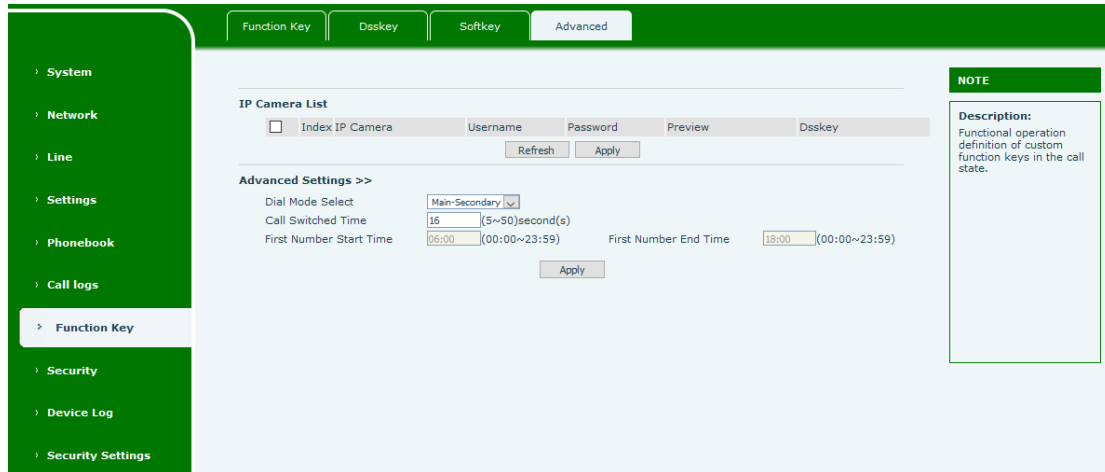 Function Key
Dsskey
Softkey
Advanced
System
Network
Line
Settings
Phonebook
Call logs
Function Key
Security
Device Log
Security Settings
IP Camera List
Index IP Camera Username Password Preview Dsskey
Refresh Apply
Advanced Settings >>
Dial Mode Select Main-Secondary
Call Switched Time 16 (5~50)second(s)
First Number Start Time 06:00 (00:00~23:59) First Number End Time 18:00 (00:00~23:59)
Apply
NOTE
Description:
Functional operation
definition of custom
function keys in the call
state.